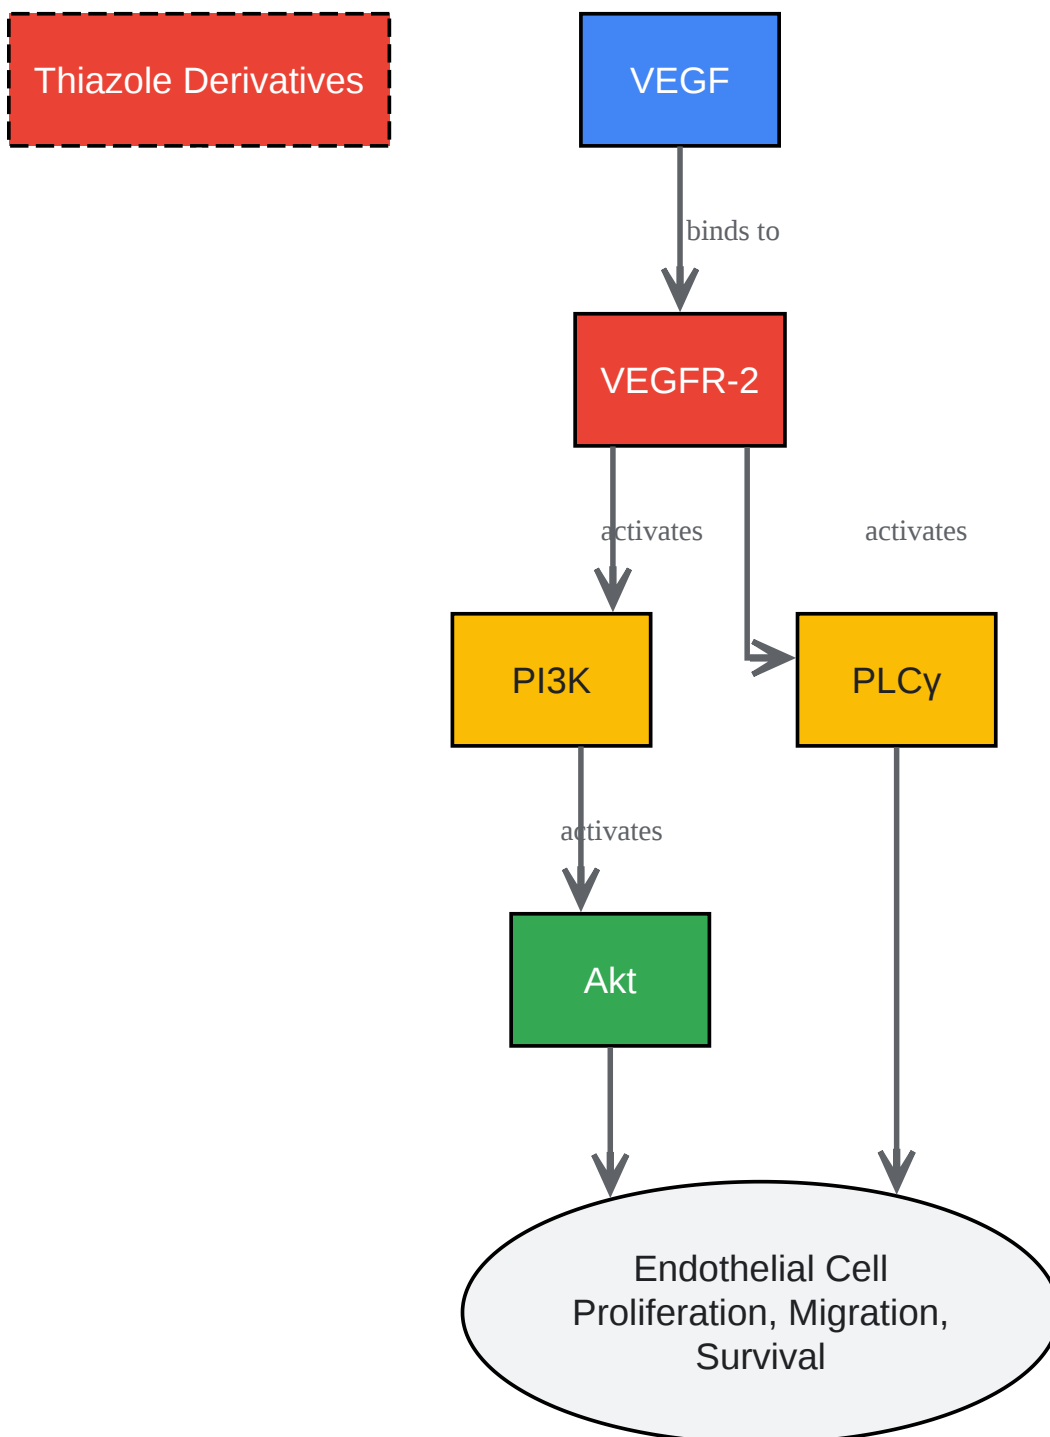 Thiazole Derivatives
VEGF
binds to
VEGFR-2
activates
activates
PI3K
PLCγ
activates
Akt
Endothelial Cell
Proliferation, Migration,
Survival